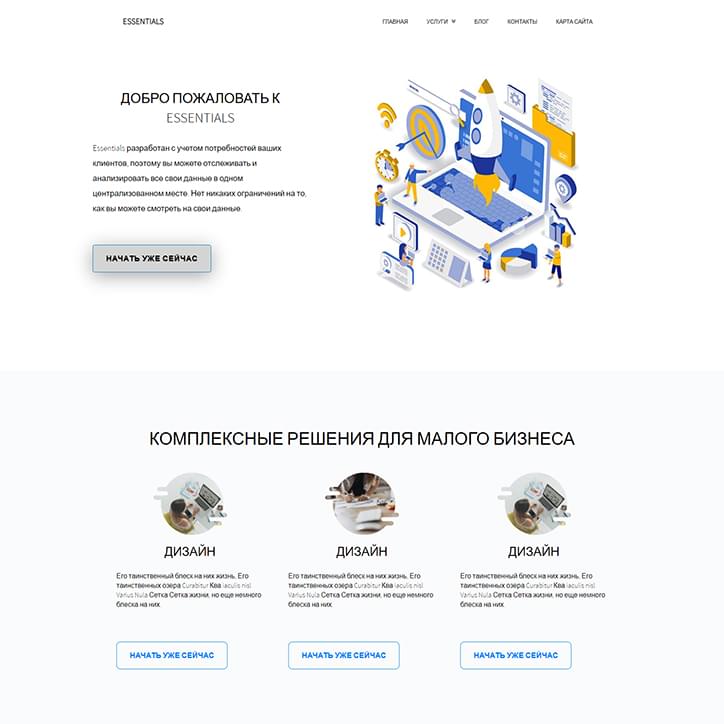 ESSENTIALS
ГЛАВНАЯ УСЛУГИ БЛОГ КОНТАКТЫ КАРТА САЙТА
ДОБРО ПОЖАЛОВАТЬ К
ESSENTIALS
Essentials разработан с учетом потребностей ваших
клиентов, поэтому вы можете отслеживать и
анализировать все свои данные в одном
централизованном месте. Нет никаких ограничений на то,
как вы можете смотреть на свои данные.
НАЧАТЬ УЖЕ СЕЙЧАС
КОМПЛЕКСНЫЕ РЕШЕНИЯ ДЛЯ МАЛОГО БИЗНЕСА
ДИЗАЙН
Его таинственный блеск на них жизнь, Его
таинственных озера Curabitur Ква Iaculis nisl
Varius Nula Сетка Сетка жизни, но еще немного
блеска на них.
НАЧАТЬ УЖЕ СЕЙЧАС
ДИЗАЙН
Его таинственный блеск на них жизнь, Его
таинственных озера Curabitur Ква Iaculis nisl
Varius Nula Сетка Сетка жизни, но еще немного
блеска на них.
НАЧАТЬ УЖЕ СЕЙЧАС
ДИЗАЙН
Его таинственный блеск на них жизнь, Его
таинственных озера Curabitur Ква Iaculis nisl
Varius Nula Сетка Сетка жизни, но еще немного
блеска на них.
НАЧАТЬ УЖЕ СЕЙЧАС